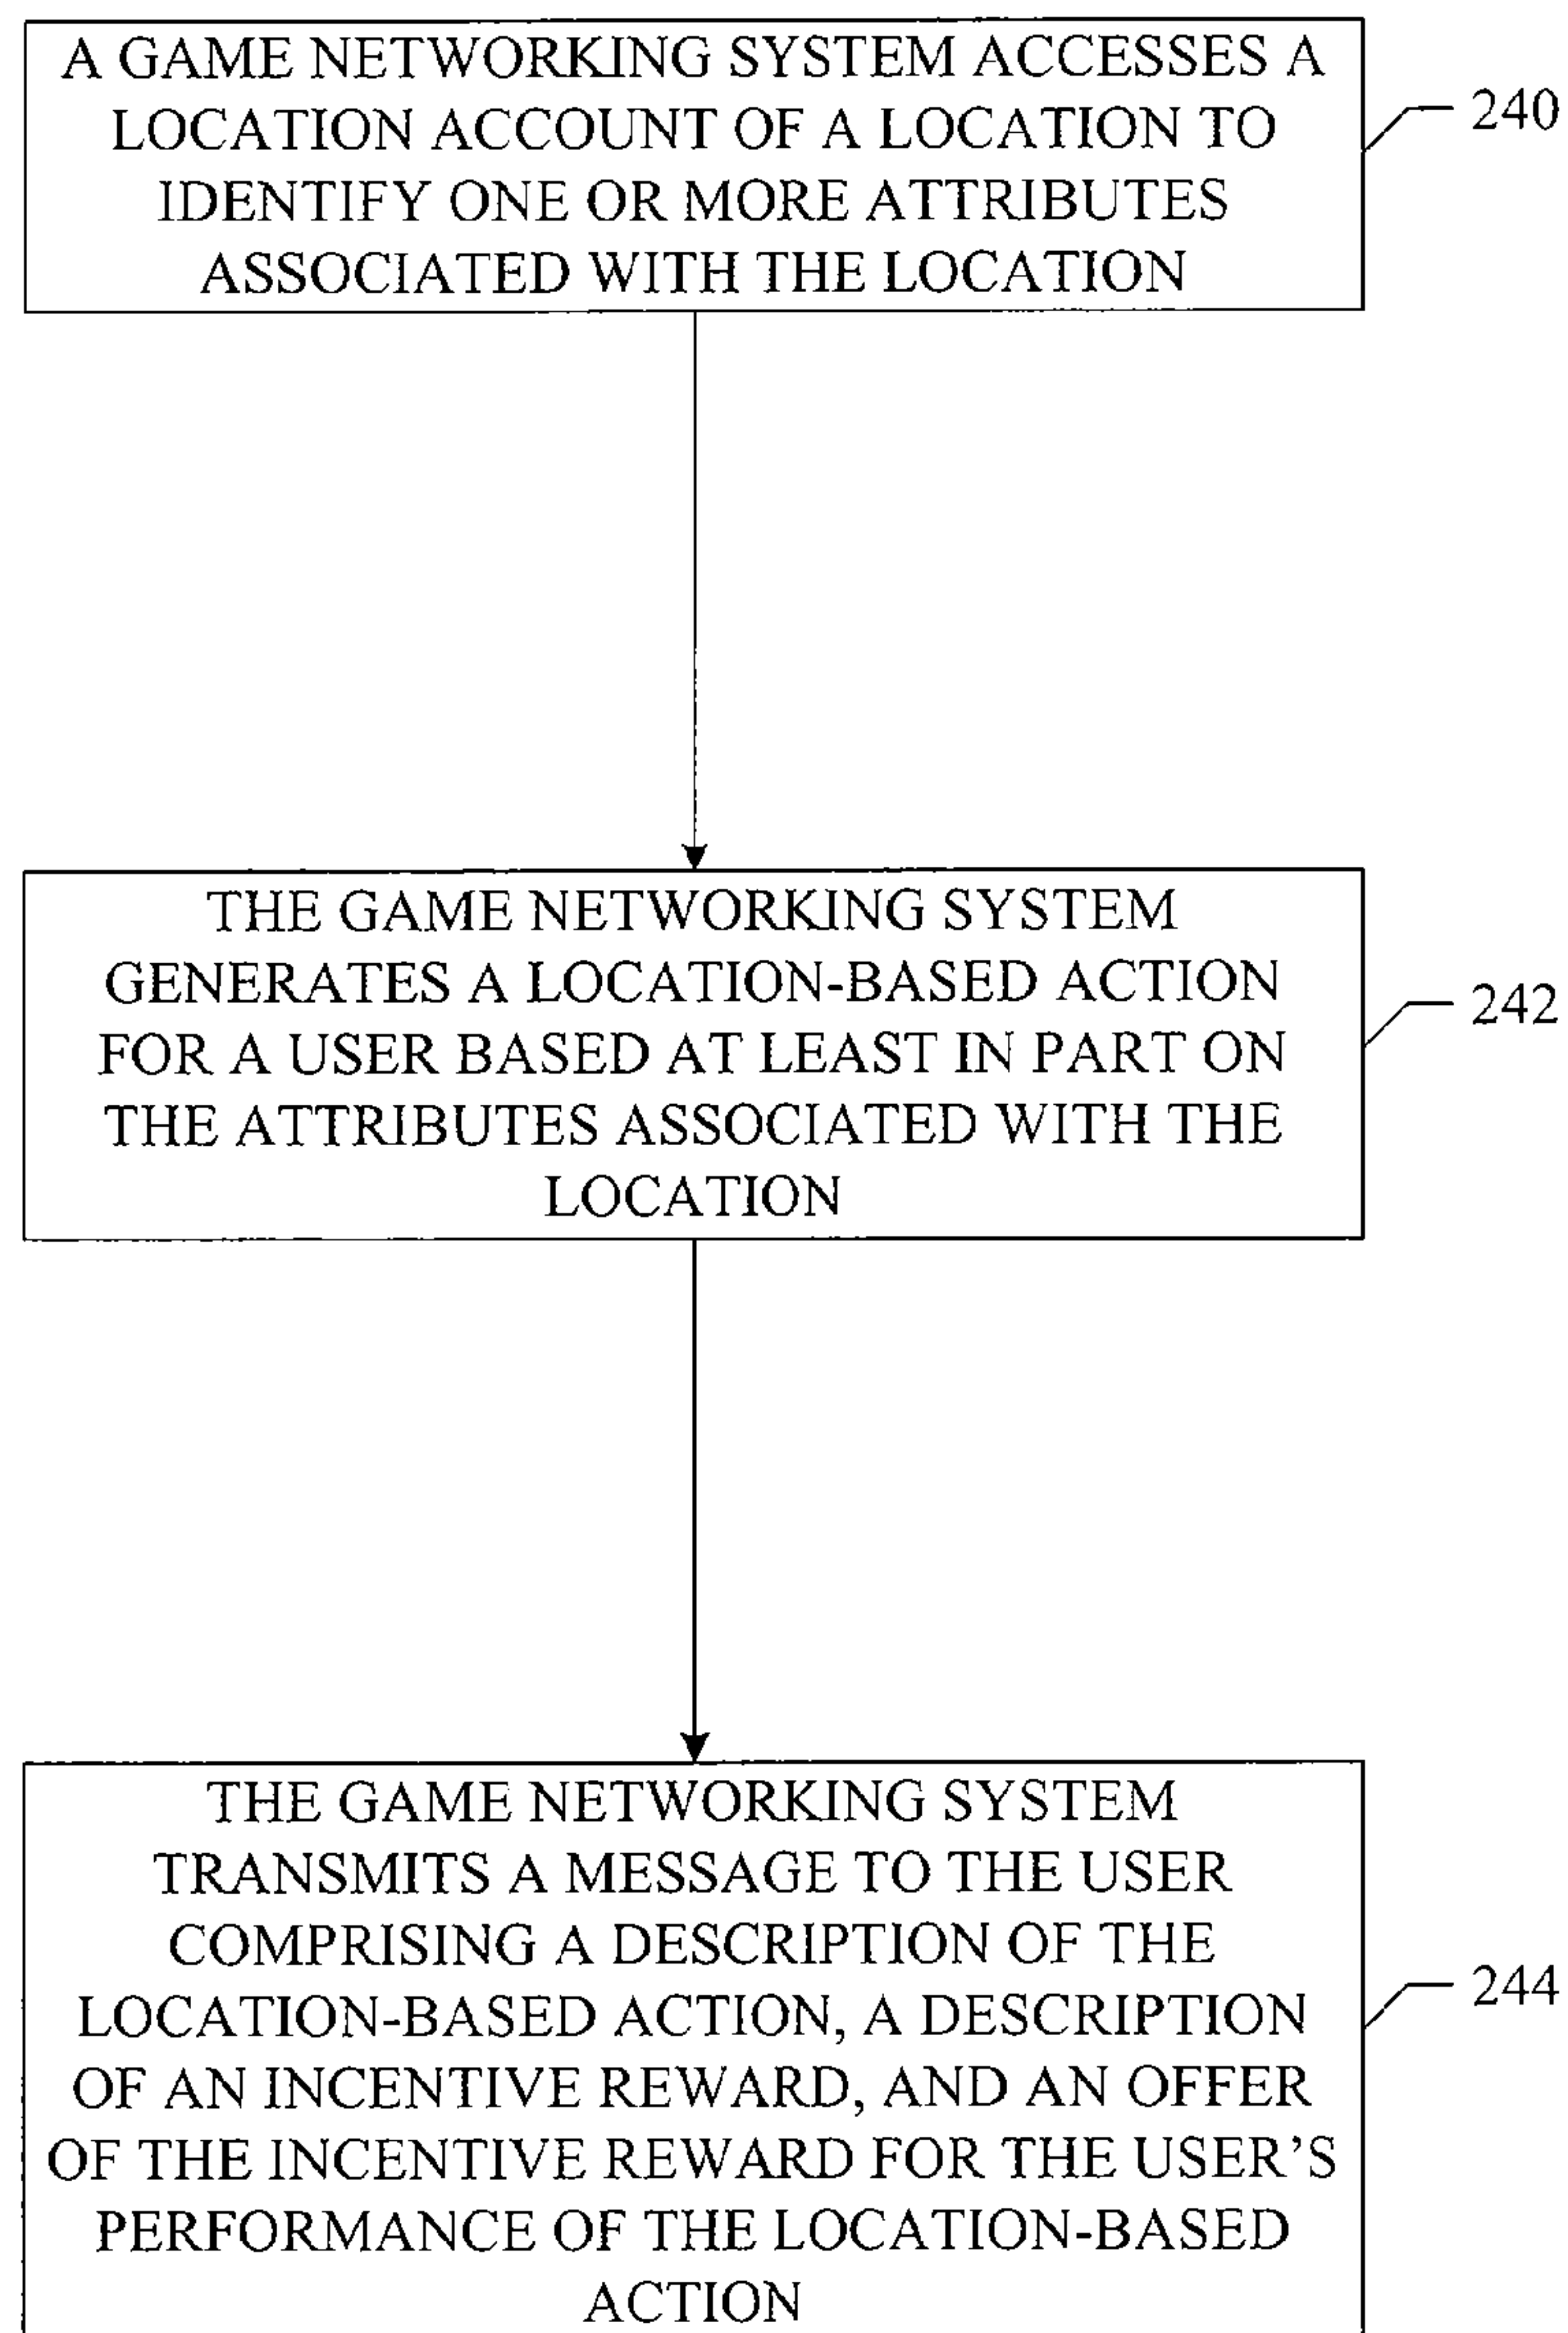 A GAME NETWORKING SYSTEM ACCESSES A
LOCATION ACCOUNT OF A LOCATION TO
IDENTIFY ONE OR MORE ATTRIBUTES
ASSOCIATED WITH THE LOCATION
240
THE GAME NETWORKING SYSTEM
GENERATES A LOCATION-BASED ACTION
FOR A USER BASED AT LEAST IN PART ON
THE ATTRIBUTES ASSOCIATED WITH THE
LOCATION
242
THE GAME NETWORKING SYSTEM
TRANSMITS A MESSAGE TO THE USER
COMPRISING A DESCRIPTION OF THE
LOCATION-BASED ACTION, A DESCRIPTION
OF AN INCENTIVE REWARD, AND AN OFFER
OF THE INCENTIVE REWARD FOR THE USER’S
PERFORMANCE OF THE LOCATION-BASED
ACTION
244